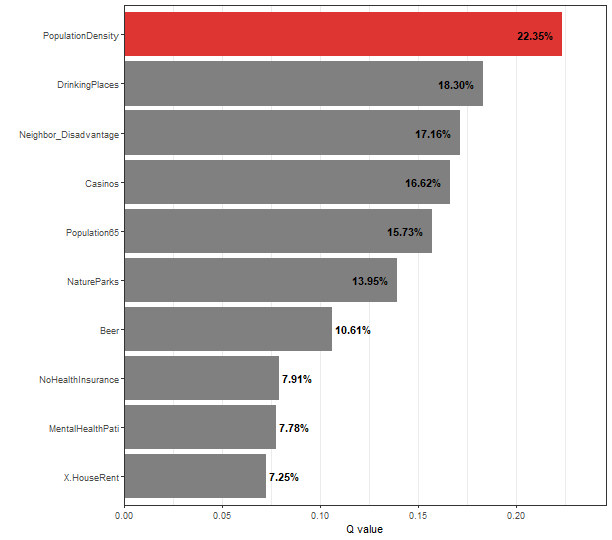 PopulationDensity 22.35%
DrinkingPlaces 18.30%
Neighbor_Disadvantage 17.16%
Casinos 16.62%
Population65 15.73%
NatureParks 13.95%
Beer 10.61%
NoHealthInsurance 7.91%
MentalHealthPati 7.78%
X.HouseRent 7.25%
0.00 0.05 0.10 0.15 0.20
Q value